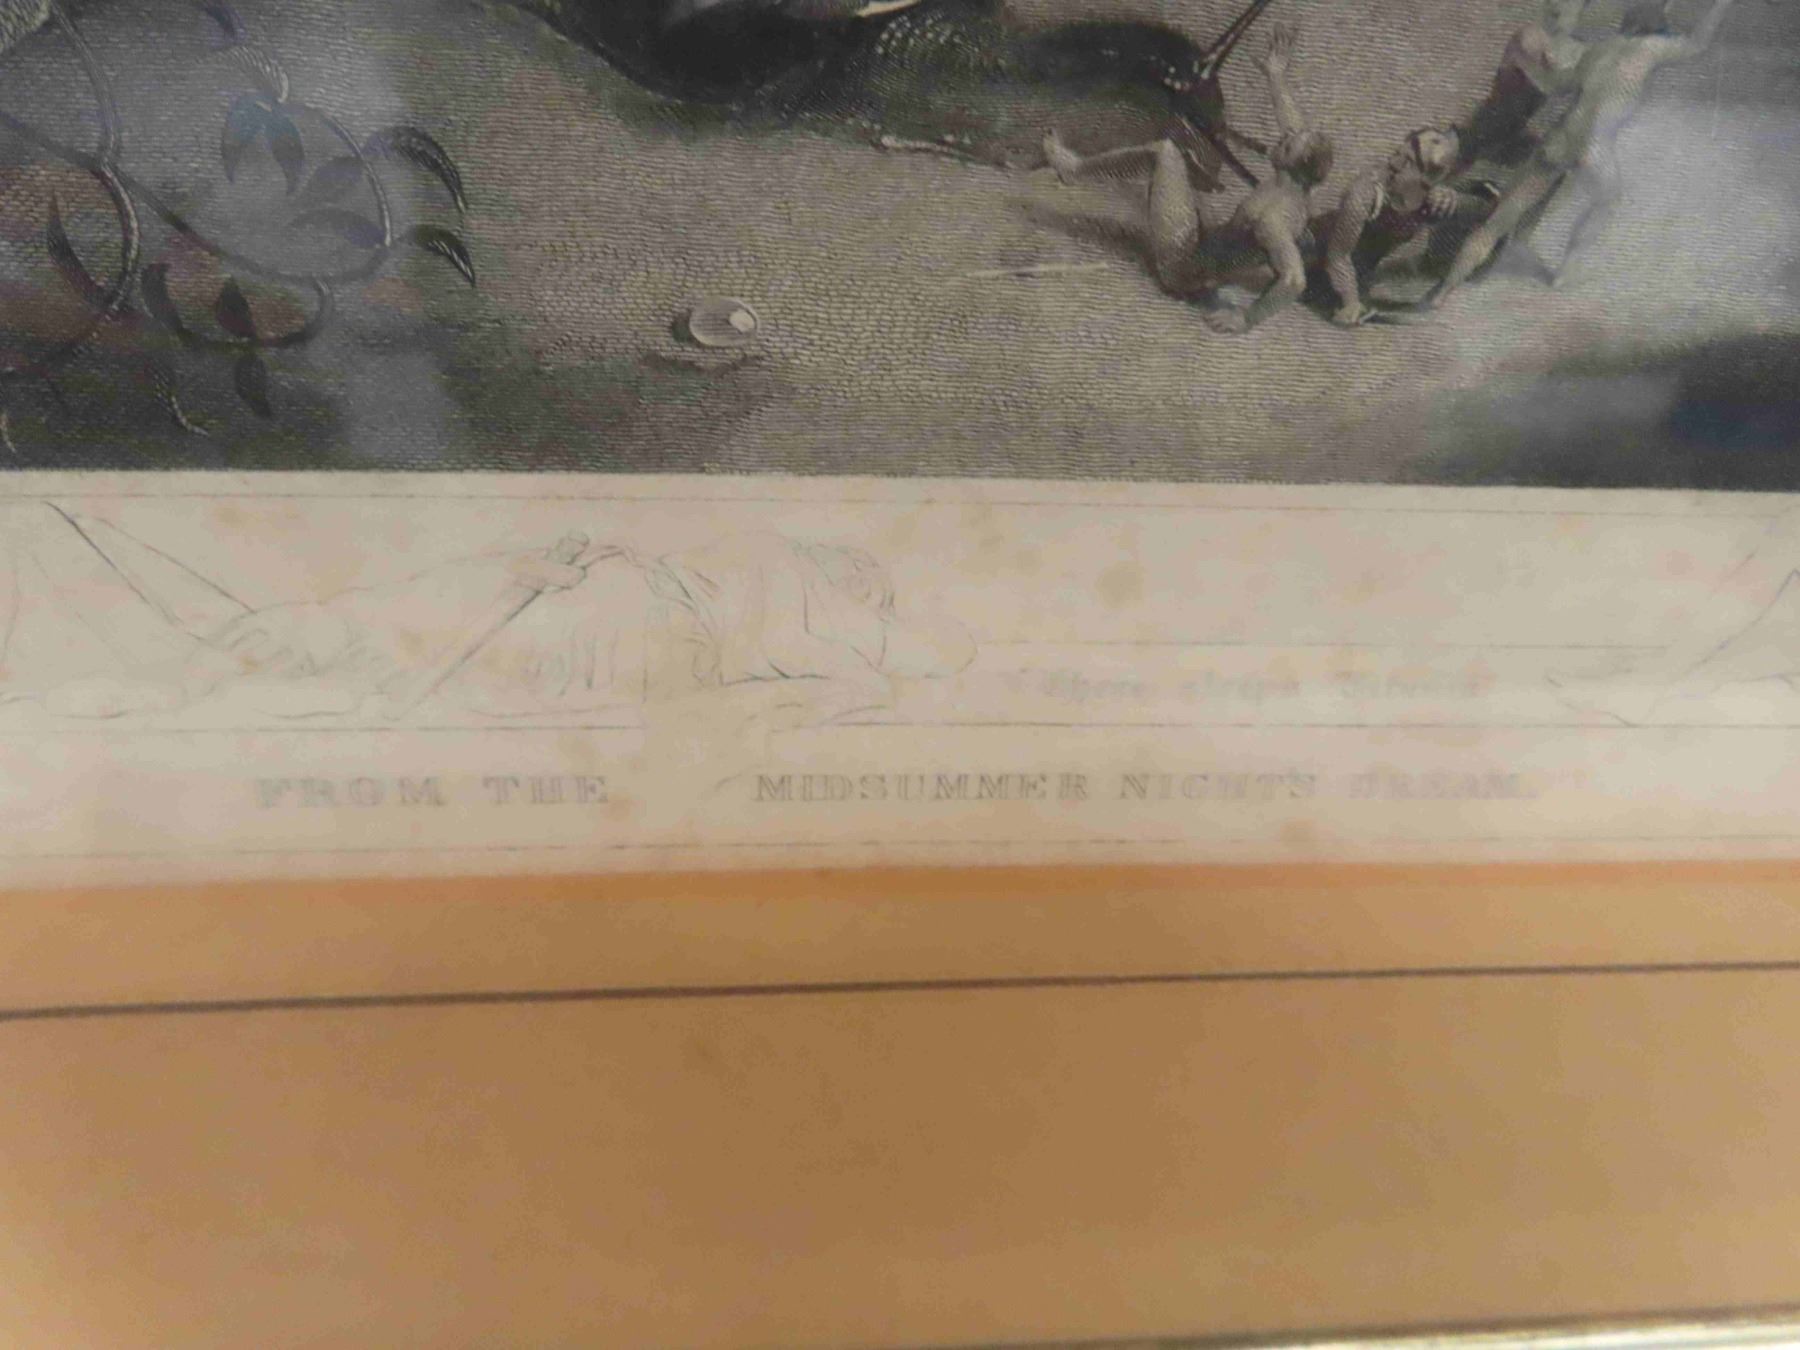 There sleeps Titania
FROM THE MIDSUMMER NIGHT'S DREAM.